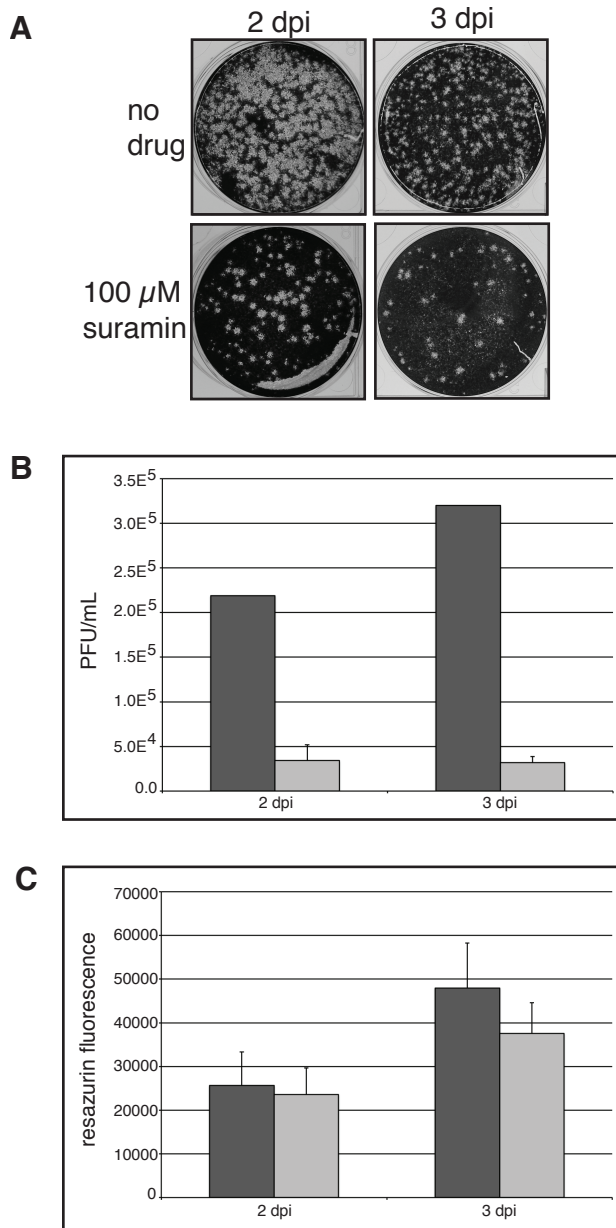 A
2 dpi
3 dpi
no
drug
100 µM
suramin
B
PFU/mL
3.5E⁵
3.0E⁵
2.5E⁵
2.0E⁵
1.5E⁵
1.0E⁵
5.0E⁴
0.0
2 dpi
3 dpi
C
resazurin fluorescence
70000
60000
50000
40000
30000
20000
10000
0
2 dpi
3 dpi